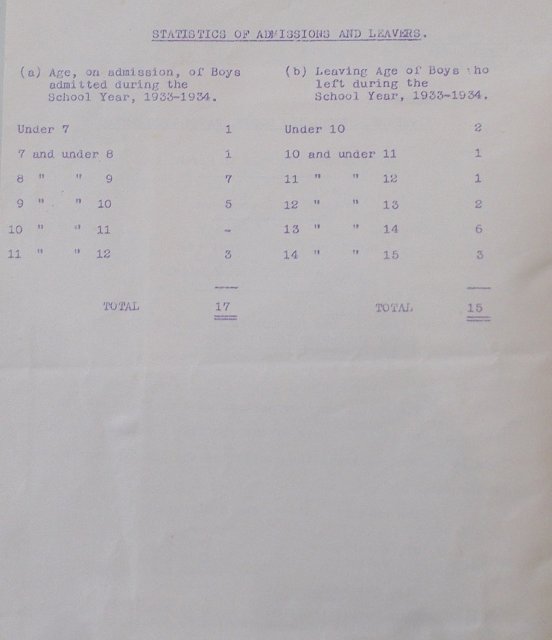 STATISTICS OF ADMISSIONS AND LEAVERS.
(a) Age, on admission, of Boys
admitted during the
School Year, 1933-1934.
Under 7 1
7 and under 8 1
8 " " 9 7
9 " " 10 5
10 " " 11 -
11 " " 12 3
TOTAL 17
(b) Leaving Age of Boys ho
left during the
School Year, 1933-1934.
Under 10 2
10 and under 11 1
11 " " 12 1
12 " " 13 2
13 " " 14 6
14 " " 15 3
TOTAL 15